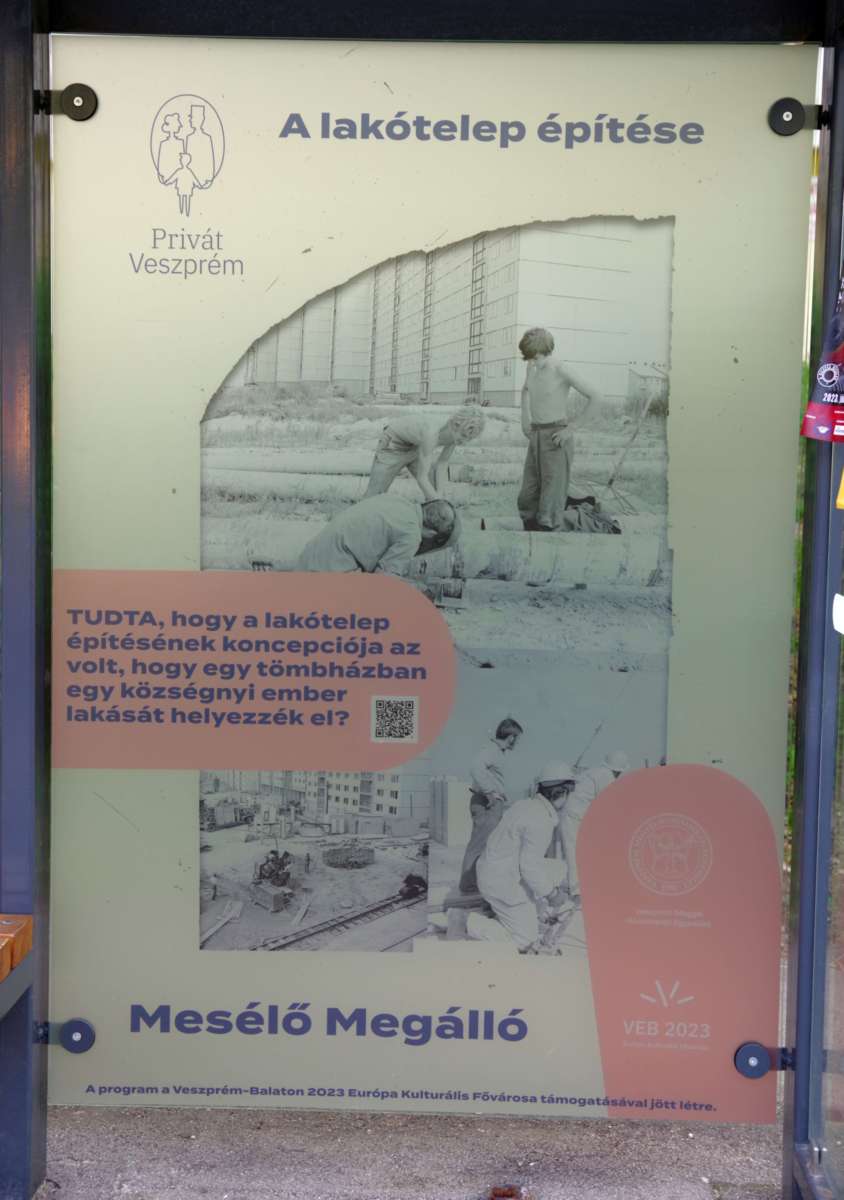 A lakótelep építése
Privát
Veszprém
TUDTA, hogy a lakótelep
építésének koncepciója az
volt, hogy egy tömbházban
egy községnyi ember
lakását helyezzék el?
VEB 2023
Mesélő Megálló
A program a Veszprém-Balaton 2023 Európa Kulturális Fővárosa támogatásával jött létre.